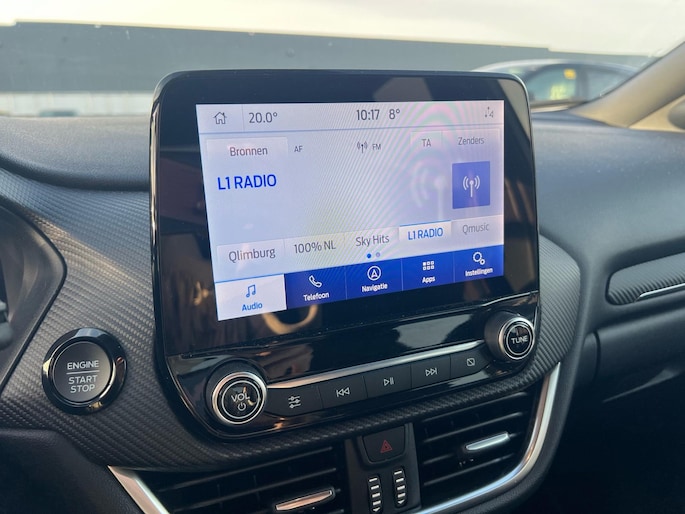 20.0° 10:17 8°
Bronnen AF FM TA Zenders
L1 RADIO
Qlimburg 100% NL Sky Hits L1 RADIO Qmusic
Audio Telefoon Navigatie Apps Instellingen
ENGINE
START
STOP
VOL
TUNE